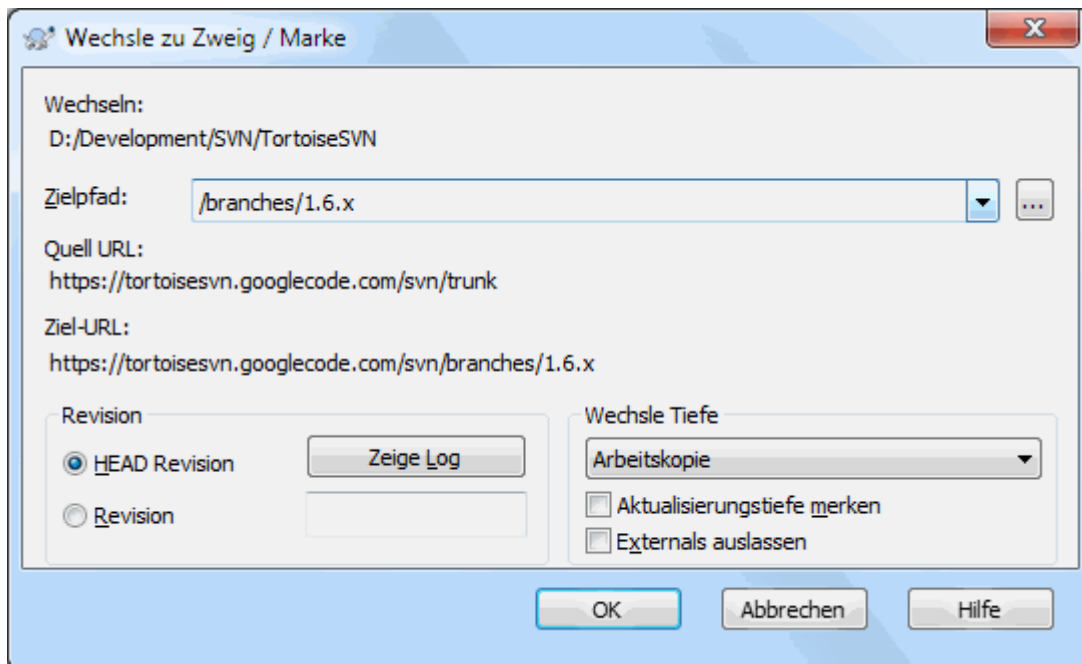 Wechsle zu Zweig / Marke
Wechseln:
D:/Development/SVN/TortoiseSVN
Zielpfad: /branches/1.6.x ...
Quell URL:
https://tortoisesvn.googlecode.com/svn/trunk
Ziel-URL:
https://tortoisesvn.googlecode.com/svn/branches/1.6.x
Revision
HEAD Revision Zeige Log
Revision
Wechsle Tiefe
Arbeitskopie
Aktualisierungstiefe merken
Externals auslassen
OK Abbrechen Hilfe